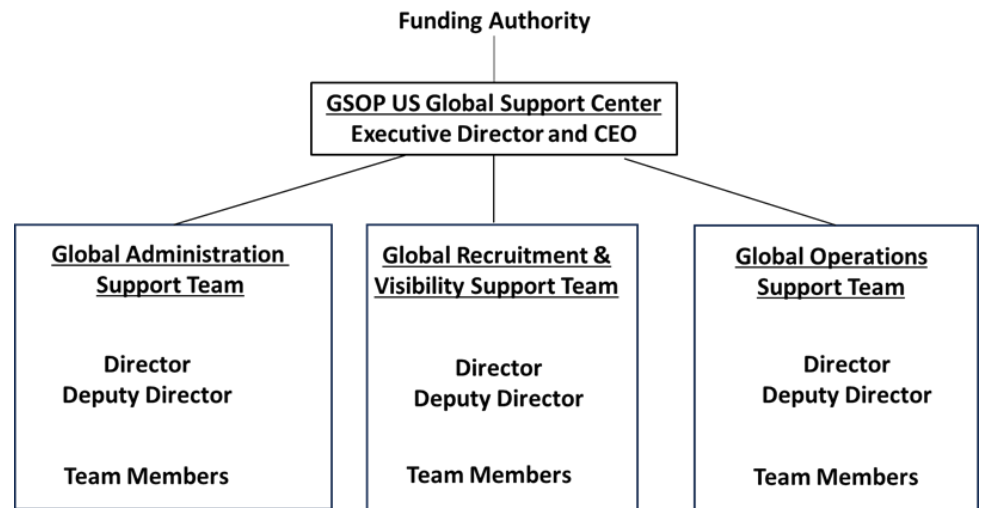 Funding Authority
GSOP US Global Support Center
Executive Director and CEO
Global Administration
Support Team
Director
Deputy Director
Team Members
Global Recruitment &
Visibility Support Team
Director
Deputy Director
Team Members
Global Operations
Support Team
Director
Deputy Director
Team Members